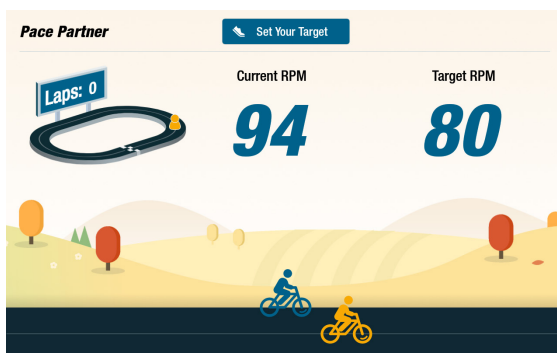 Pace Partner
Set Your Target
Laps: 0
Current RPM
Target RPM
94
80